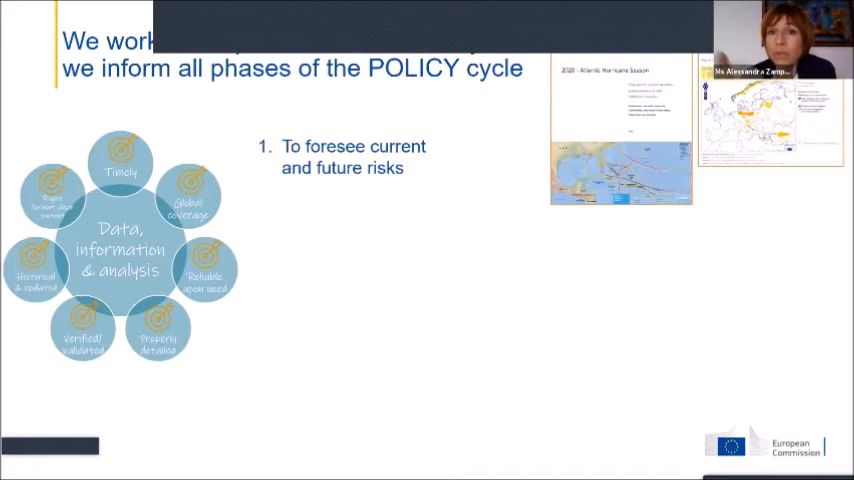 We work
we inform all phases of the POLICY cycle
2020 - Atlantic Hurricane Season
Ms Alessandra Zamp...
1. To foresee current
and future risks
Timely
Global
coverage
Reliable
upon need
Properly
detailed
Verified/
validated
Historical
& updated
Right
Data,
information
& analysis
European
Commission